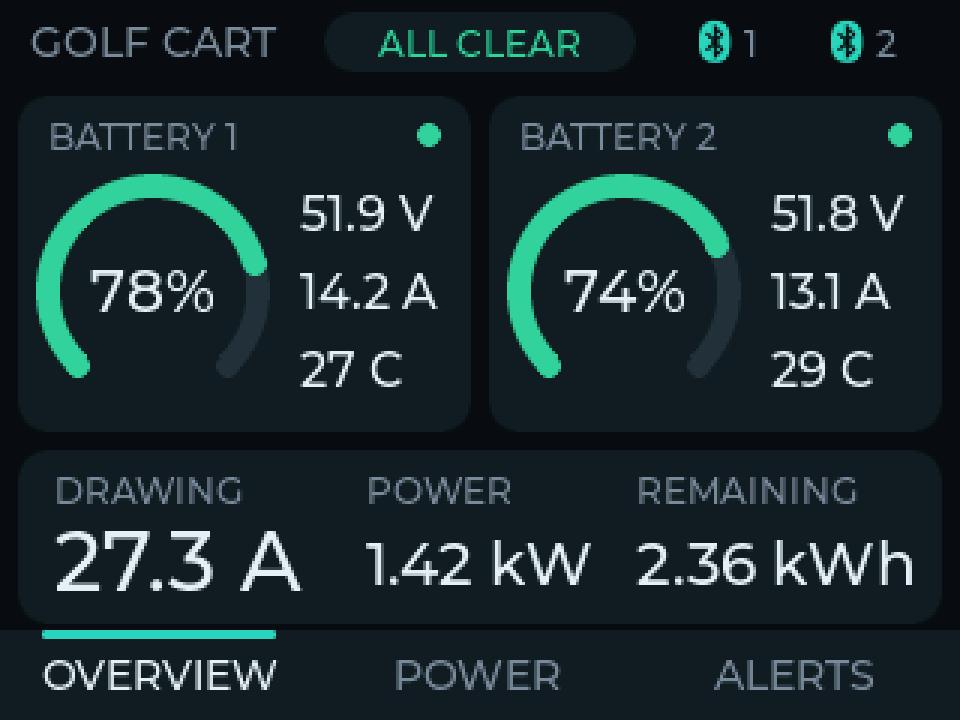 GOLF CART
ALL CLEAR
1
2
BATTERY 1
78%
51.9 V
14.2 A
27 C
BATTERY 2
74%
51.8 V
13.1 A
29 C
DRAWING
27.3 A
POWER
1.42 kW
REMAINING
2.36 kWh
OVERVIEW
POWER
ALERTS